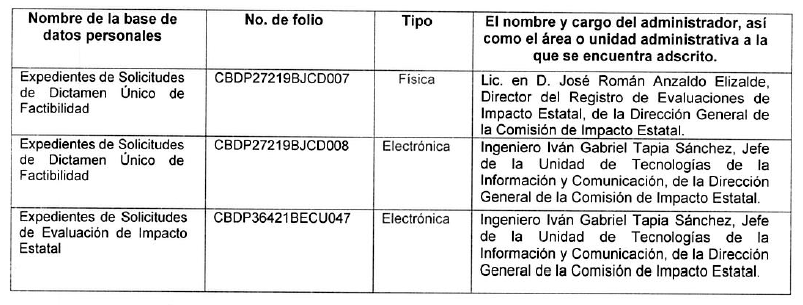 Nombre de la base de
datos personales
No. de folio
Tipo
El nombre y cargo del administrador, así
como el área o unidad administrativa a la
que se encuentra adscrito.
Expedientes de Solicitudes
de Dictamen Único de
Factibilidad
CBDP27219BJCD007
Física
Lic. en D. José Román Anzaldo Elizalde,
Director del Registro de Evaluaciones de
Impacto Estatal, de la Dirección General de
la Comisión de Impacto Estatal.
Expedientes de Solicitudes
de Dictamen Único de
Factibilidad
CBDP27219BJCD008
Electrónica
Ingeniero Iván Gabriel Tapia Sánchez, Jefe
de la Unidad de Tecnologías de la
Información y Comunicación, de la Dirección
General de la Comisión de Impacto Estatal.
Expedientes de Solicitudes
de Evaluación de Impacto
Estatal
CBDP36421BECU047
Electrónica
Ingeniero Iván Gabriel Tapia Sánchez, Jefe
de la Unidad de Tecnologías de la
Información y Comunicación, de la Dirección
General de la Comisión de Impacto Estatal.